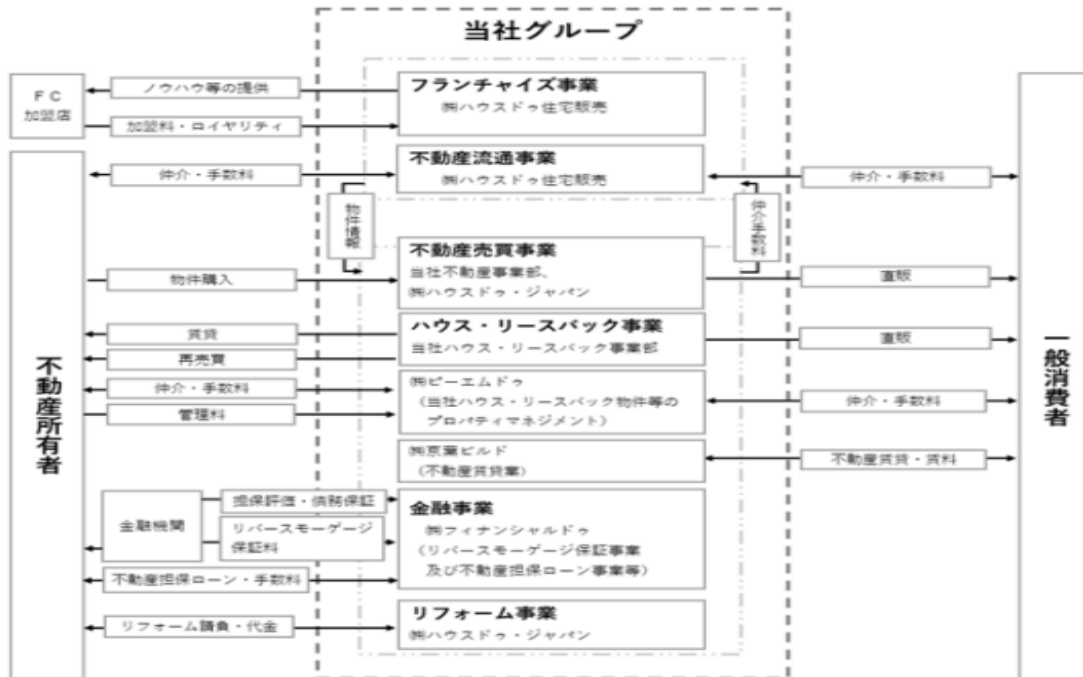 当社グループ
FC
加盟店
ノウハウ等の提供
加盟料・ロイヤリティ
フランチャイズ事業
㈱ハウスドゥ住宅販売
不動産流通事業
㈱ハウスドゥ住宅販売
仲介・手数料
仲介・手数料
物件情報
仲介手数料
不動産売買事業
当社不動産事業部、
㈱ハウスドゥ・ジャパン
物件購入
直販
ハウス・リースバック事業
当社ハウス・リースバック事業部
賃貸
再売買
直販
不動産所有者
一般消費者
仲介・手数料
管理料
㈱ピーエムドゥ
(当社ハウス・リースバック物件等の
プロパティマネジメント)
仲介・手数料
㈱京葉ビルド
(不動産賃貸業)
不動産賃貸・賃料
金融機関
担保評価・債務保証
リバースモーゲージ
保証料
金融事業
㈱フィナンシャルドゥ
(リバースモーゲージ保証事業
及び不動産担保ローン事業等)
不動産担保ローン・手数料
リフォーム事業
㈱ハウスドゥ・ジャパン
リフォーム請負・代金